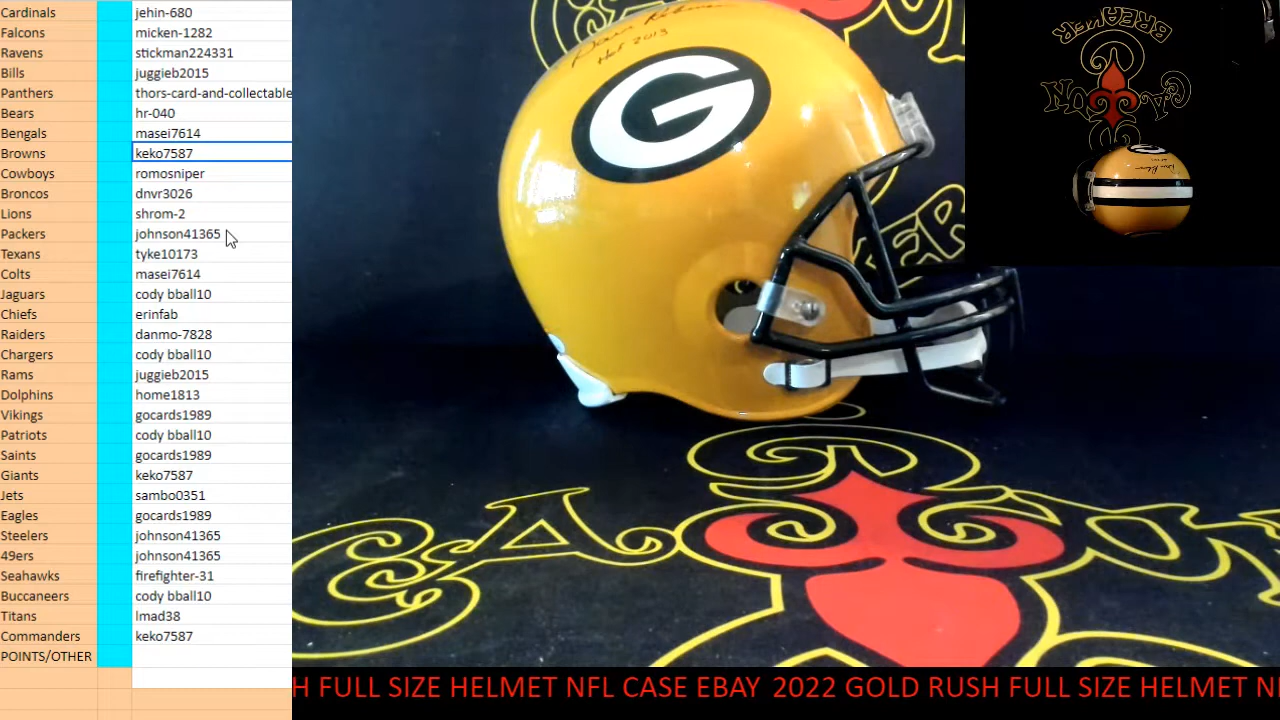 Cardinals jehin-680
Falcons micken-1282
Ravens stickman224331
Bills juggieb2015
Panthers thors-card-and-collectable
Bears hr-040
Bengals masei7614
Browns keko7587
Cowboys romosniper
Broncos dnvr3026
Lions shrom-2
Packers johnson41365
Texans tyke10173
Colts masei7614
Jaguars cody bball10
Chiefs erinfab
Raiders danmo-7828
Chargers cody bball10
Rams juggieb2015
Dolphins home1813
Vikings gocards1989
Patriots cody bball10
Saints gocards1989
Giants keko7587
Jets sambo0351
Eagles gocards1989
Steelers johnson41365
49ers johnson41365
Seahawks firefighter-31
Buccaneers cody bball10
Titans lmad38
Commanders keko7587
POINTS/OTHER
HOF 2013
G
BREAKER
H FULL SIZE HELMET NFL CASE EBAY 2022 GOLD RUSH FULL SIZE HELMET N